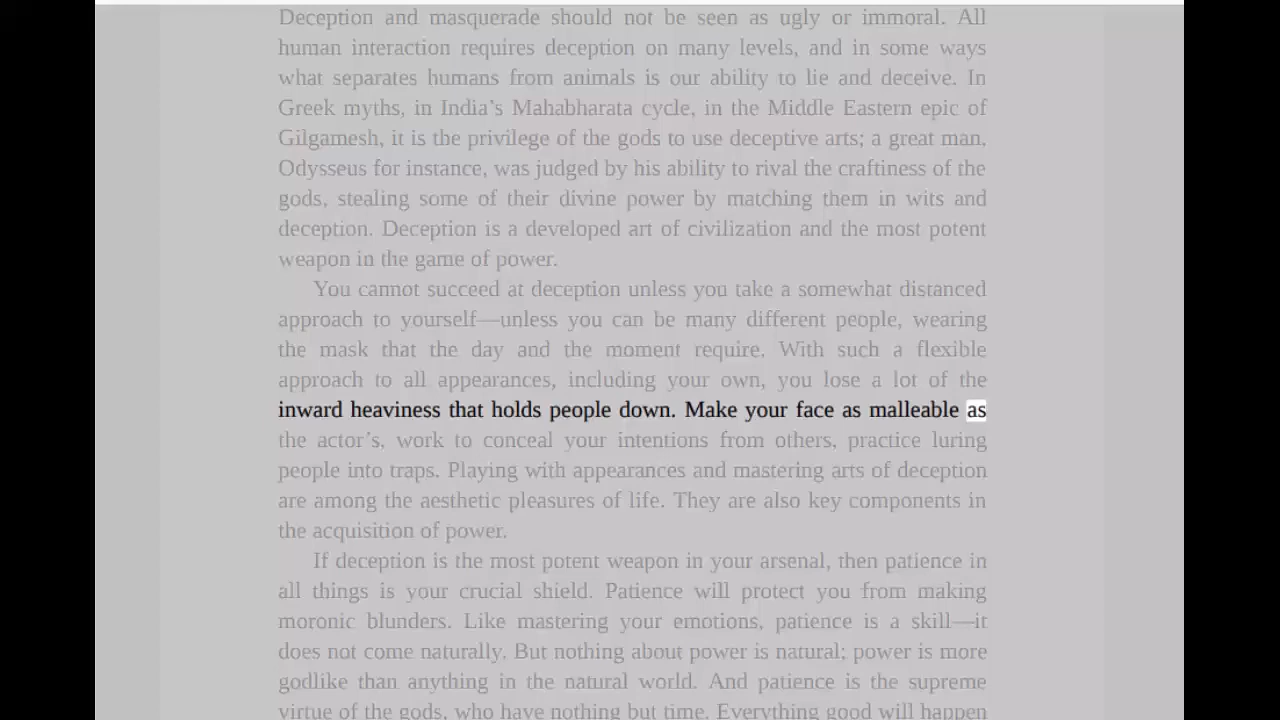 Deception and masquerade should not be seen as ugly or immoral. All
human interaction requires deception on many levels, and in some ways
what separates humans from animals is our ability to lie and deceive. In
Greek myths, in India’s Mahabharata cycle, in the Middle Eastern epic of
Gilgamesh, it is the privilege of the gods to use deceptive arts; a great man,
Odysseus for instance, was judged by his ability to rival the craftiness of the
gods, stealing some of their divine power by matching them in wits and
deception. Deception is a developed art of civilization and the most potent
weapon in the game of power.
You cannot succeed at deception unless you take a somewhat distanced
approach to yourself—unless you can be many different people, wearing
the mask that the day and the moment require. With such a flexible
approach to all appearances, including your own, you lose a lot of the
inward heaviness that holds people down. Make your face as malleable as
the actor’s, work to conceal your intentions from others, practice luring
people into traps. Playing with appearances and mastering arts of deception
are among the aesthetic pleasures of life. They are also key components in
the acquisition of power.
If deception is the most potent weapon in your arsenal, then patience in
all things is your crucial shield. Patience will protect you from making
moronic blunders. Like mastering your emotions, patience is a skill—it
does not come naturally. But nothing about power is natural; power is more
godlike than anything in the natural world. And patience is the supreme
virtue of the gods, who have nothing but time. Everything good will happen